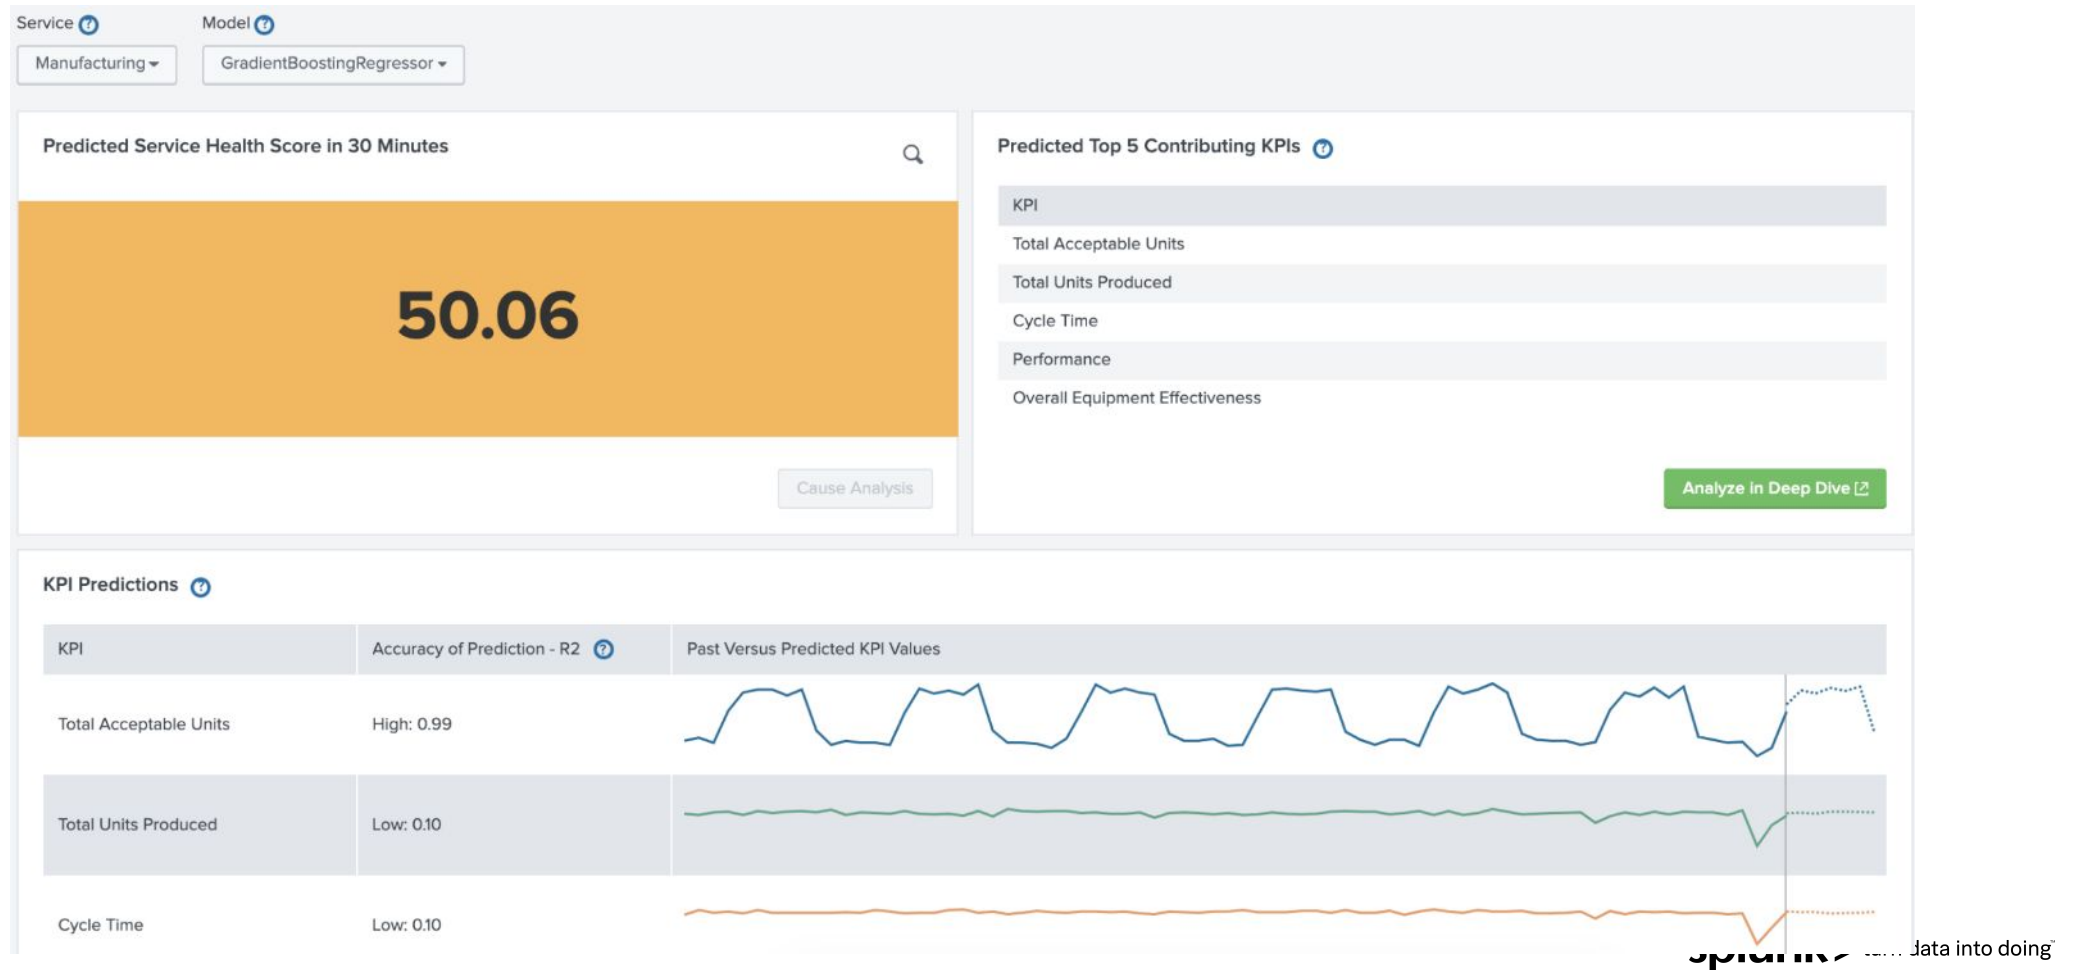 Service
Model
Manufacturing
GradientBoostingRegressor
Predicted Service Health Score in 30 Minutes
50.06
Cause Analysis
Predicted Top 5 Contributing KPIs
KPI
Total Acceptable Units
Total Units Produced
Cycle Time
Performance
Overall Equipment Effectiveness
Analyze in Deep Dive
KPI Predictions
KPI Accuracy of Prediction - R2 Past Versus Predicted KPI Values
Total Acceptable Units High: 0.99
Total Units Produced Low: 0.10
Cycle Time Low: 0.10
data into doing